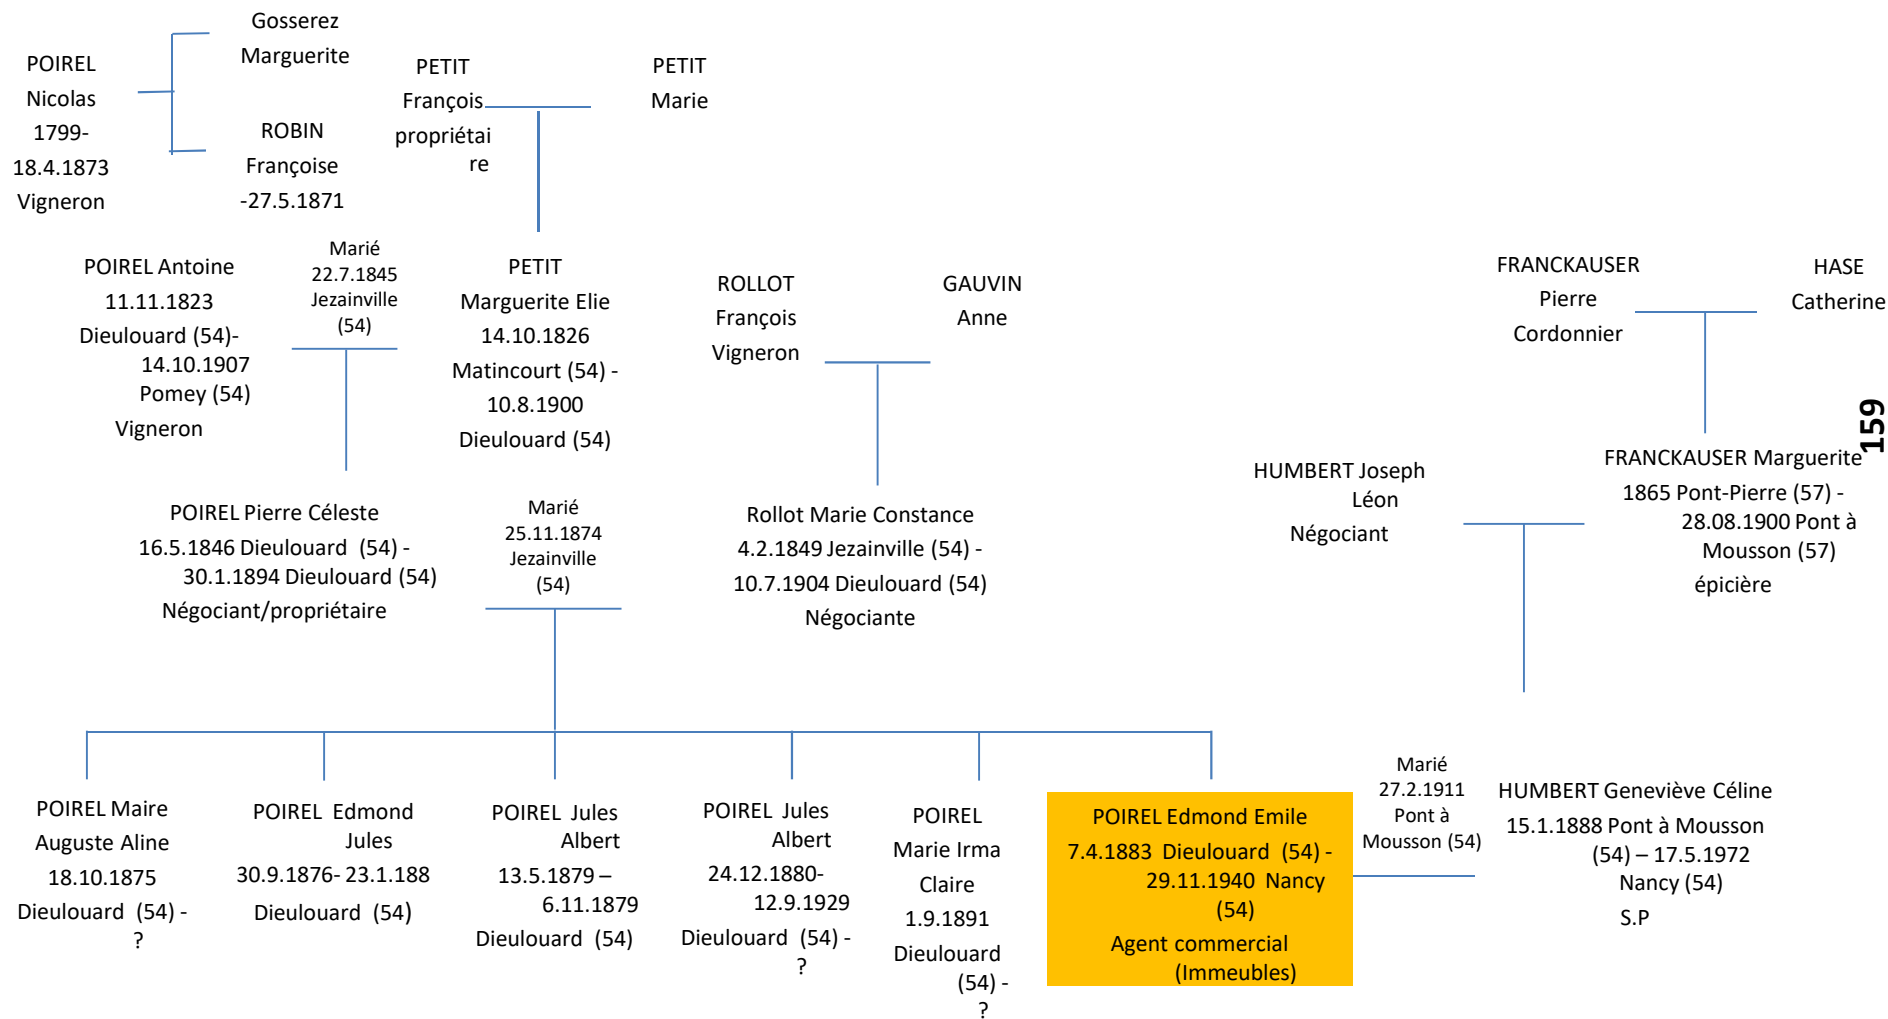 POIREL
Nicolas
1799-
18.4.1873
Vigneron
Gosserez
Marguerite
ROBIN
Françoise
-27.5.1871
PETIT
François
propriétai
re
PETIT
Marie
POIREL Antoine
11.11.1823
Dieulouard (54)-
14.10.1907
Pomey (54)
Vigneron
Marié
22.7.1845
Jezainville
(54)
PETIT
Marguerite Elie
14.10.1826
Matincourt (54) -
10.8.1900
Dieulouard (54)
ROLLOT
François
Vigneron
GAUVIN
Anne
FRANCKAUSER
Pierre
Cordonnier
HASE
Catherine
159
POIREL Pierre Céleste
16.5.1846 Dieulouard (54) -
30.1.1894 Dieulouard (54)
Négociant/propriétaire
Marié
25.11.1874
Jezainville
(54)
Rollot Marie Constance
4.2.1849 Jezainville (54) -
10.7.1904 Dieulouard (54)
Négociante
HUMBERT Joseph
Léon
Négociant
FRANCKAUSER Marguerite
1865 Pont-Pierre (57) -
28.08.1900 Pont à
Mousson (57)
épicière
POIREL Maire
Auguste Aline
18.10.1875
Dieulouard (54) -
?
POIREL Edmond
Jules
30.9.1876- 23.1.188
Dieulouard (54)
POIREL Jules
Albert
13.5.1879 –
6.11.1879
Dieulouard (54)
POIREL Jules
Albert
24.12.1880-
12.9.1929
Dieulouard (54) -
?
POIREL
Marie Irma
Claire
1.9.1891
Dieulouard
(54) -
?
POIREL Edmond Emile
7.4.1883 Dieulouard (54) -
29.11.1940 Nancy
(54)
Agent commercial
(Immeubles)
Marié
27.2.1911
Pont à
Mousson (54)
HUMBERT Geneviève Céline
15.1.1888 Pont à Mousson
(54) – 17.5.1972
Nancy (54)
S.P